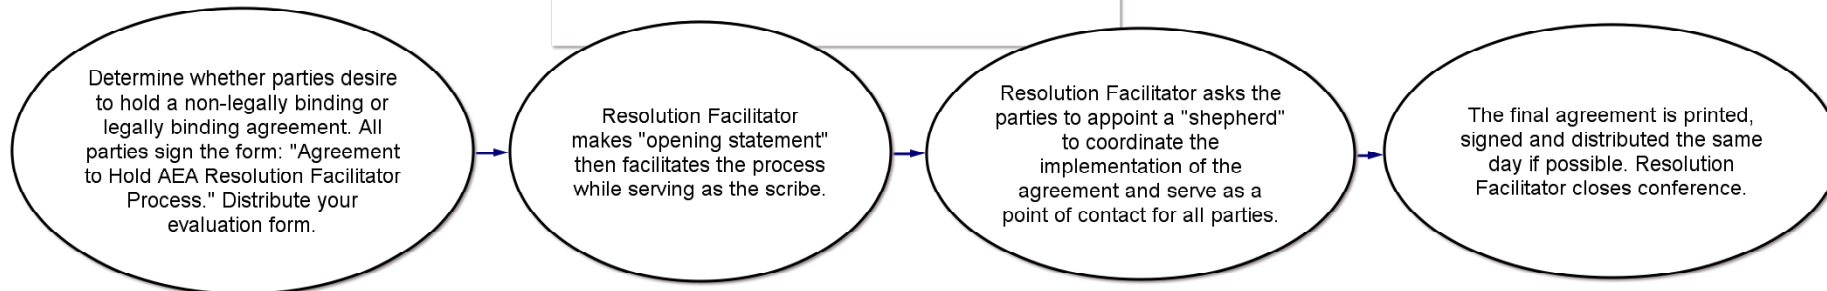 Determine whether parties desire
to hold a non-legally binding or
legally binding agreement. All
parties sign the form: "Agreement
to Hold AEA Resolution Facilitator
Process." Distribute your
evaluation form.
Resolution Facilitator
makes "opening statement"
then facilitates the process
while serving as the scribe.
Resolution Facilitator asks the
parties to appoint a "shepherd"
to coordinate the
implementation of the
agreement and serve as a
point of contact for all parties.
The final agreement is printed,
signed and distributed the same
day if possible. Resolution
Facilitator closes conference.